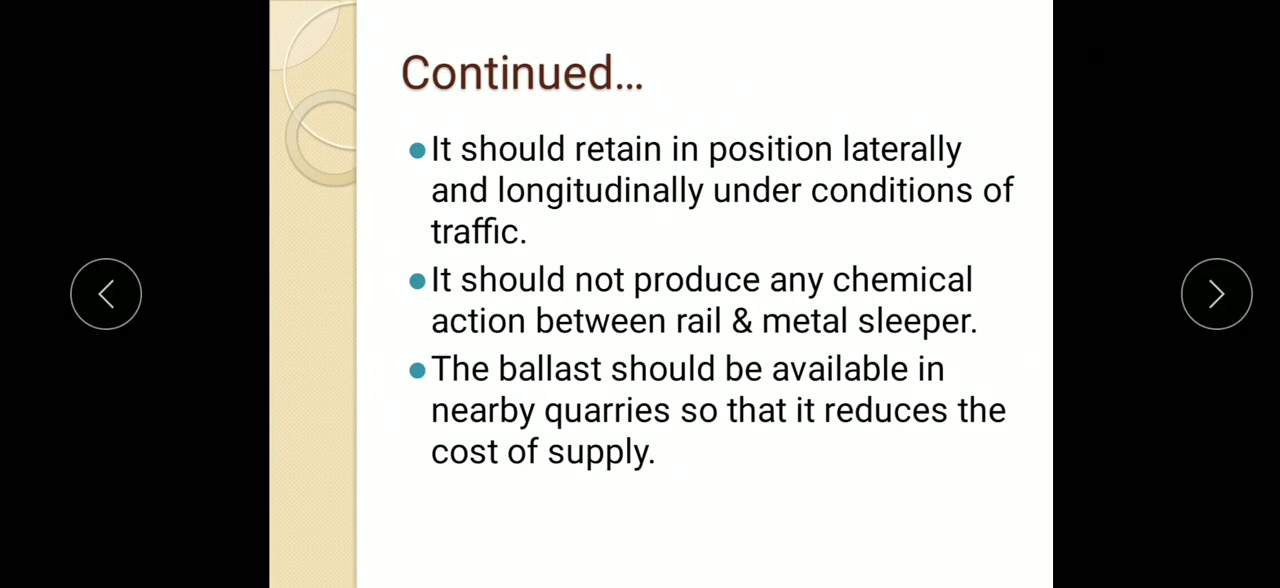 Continued...
It should retain in position laterally
and longitudinally under conditions of
traffic.
It should not produce any chemical
action between rail & metal sleeper.
The ballast should be available in
nearby quarries so that it reduces the
cost of supply.